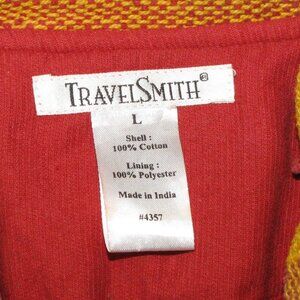 TRAVELSMITH®
L
Shell :
100% Cotton
Lining :
100% Polyester
Made in India
#4357